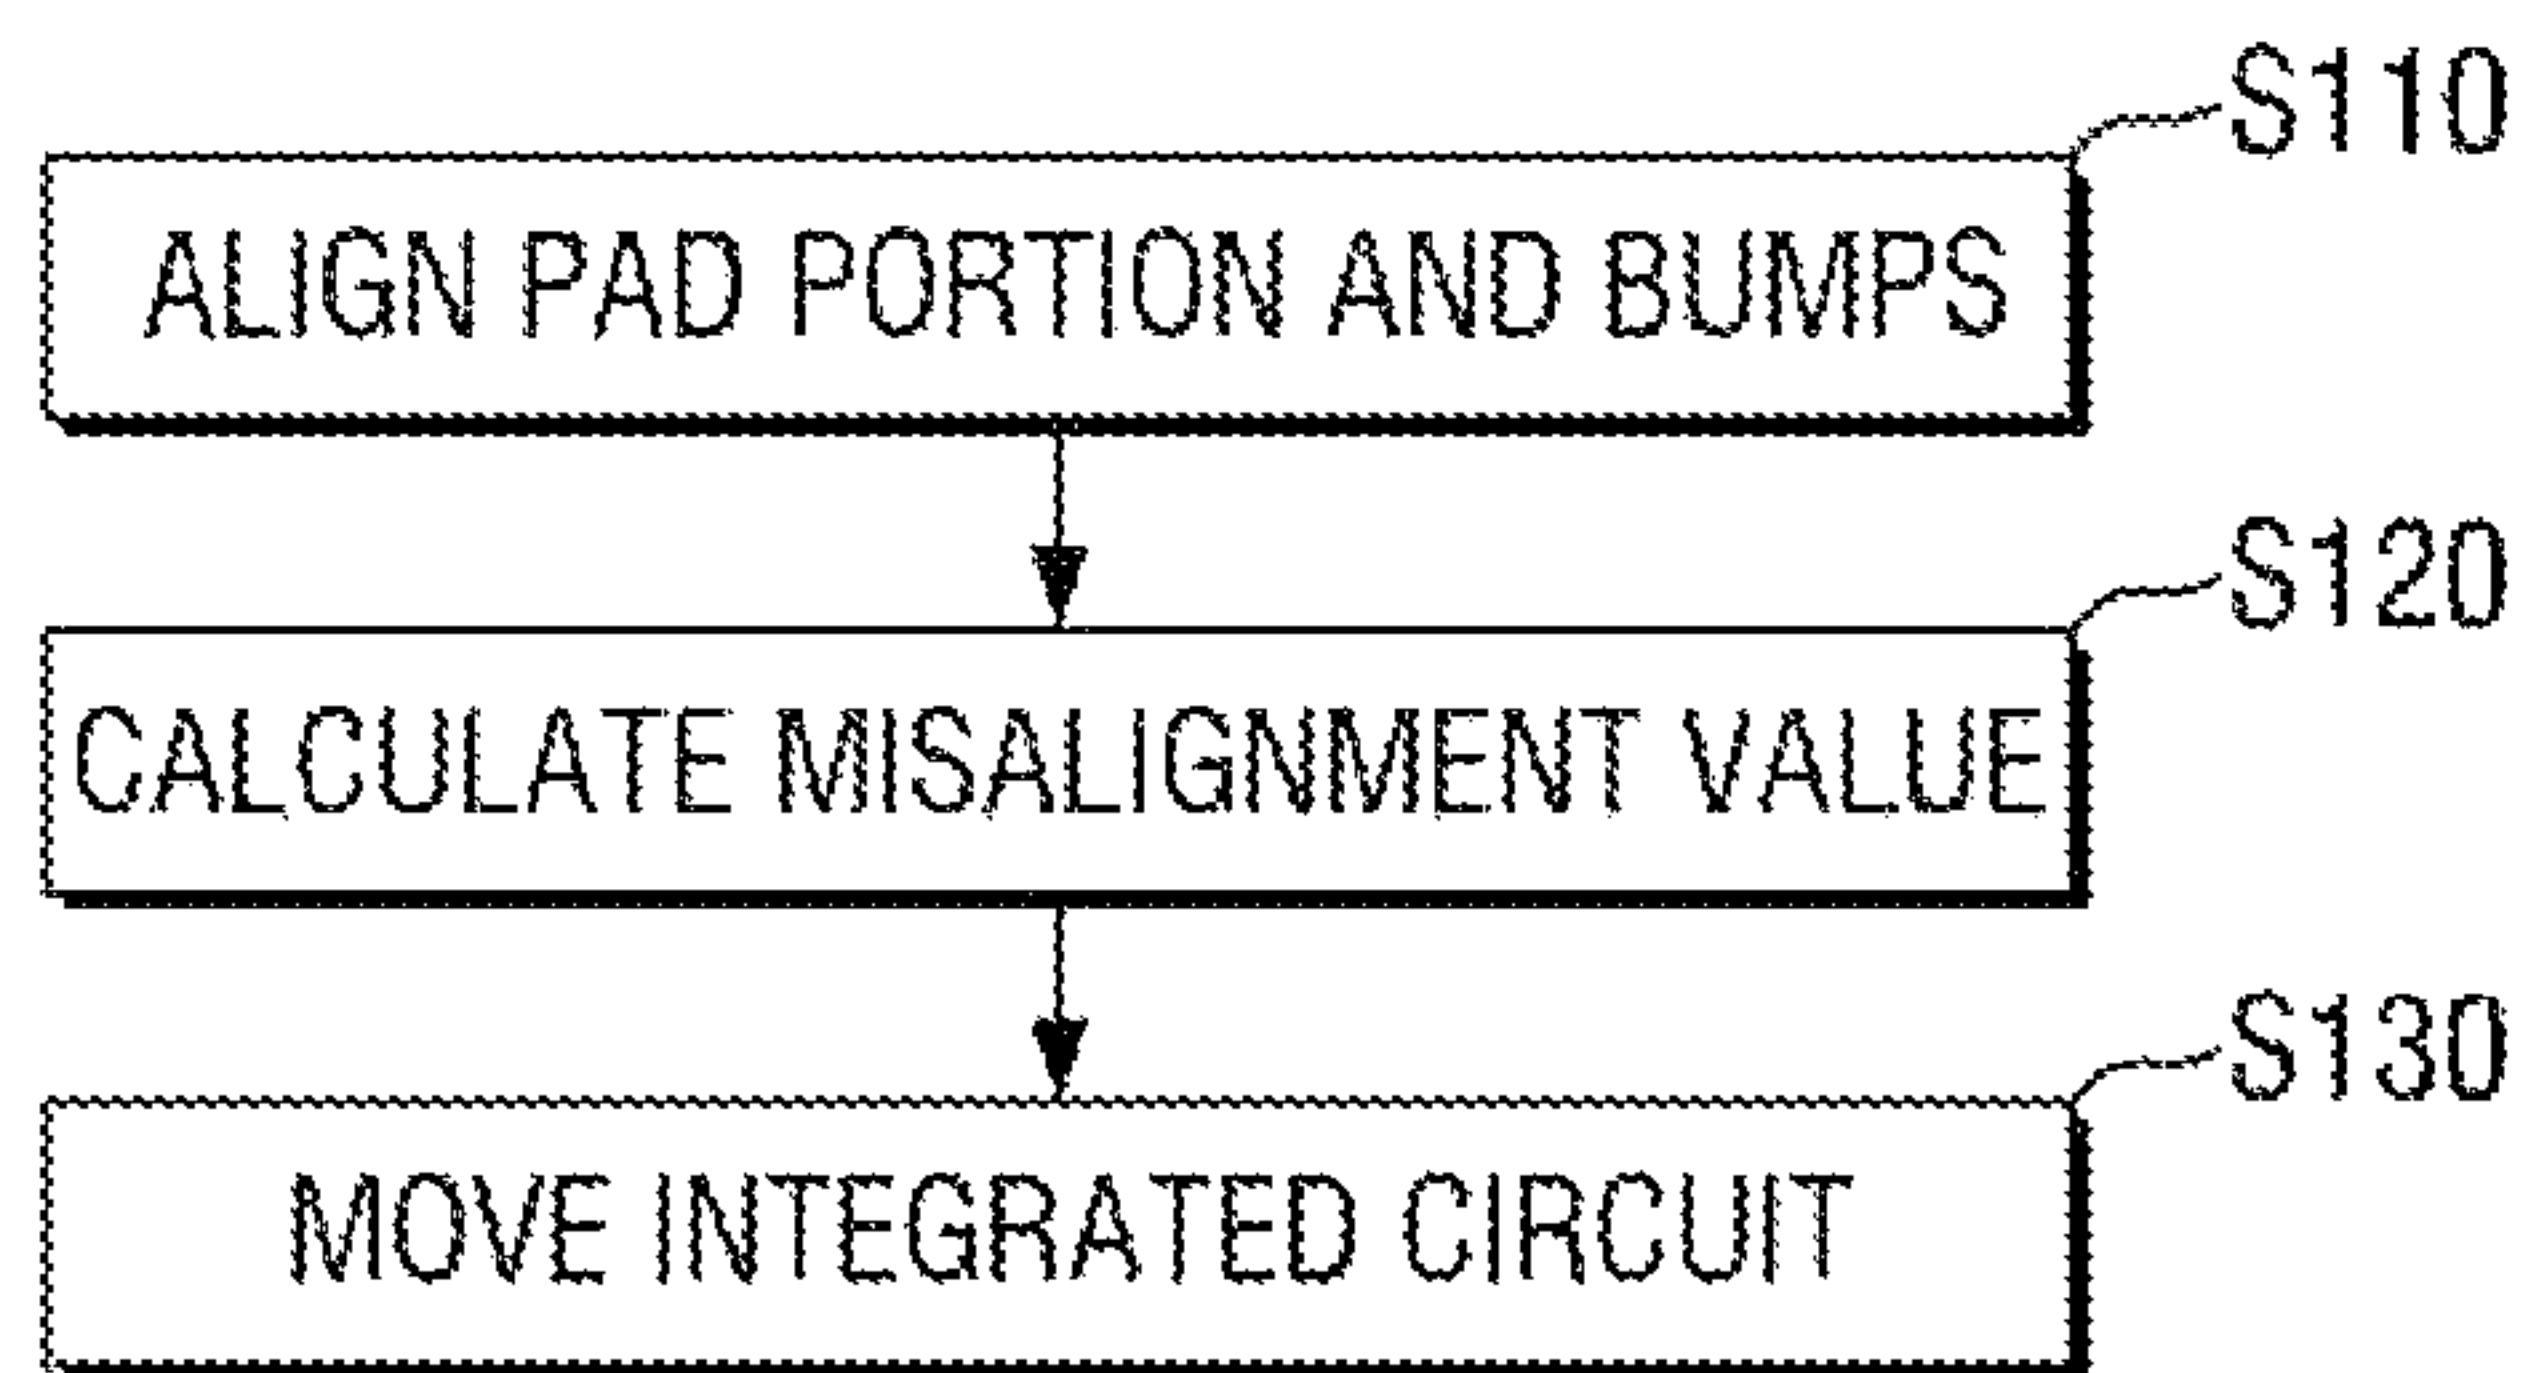 S110
ALIGN PAD PORTION AND BUMPS
S120
CALCULATE MISALIGNMENT VALUE
S130
MOVE INTEGRATED CIRCUIT